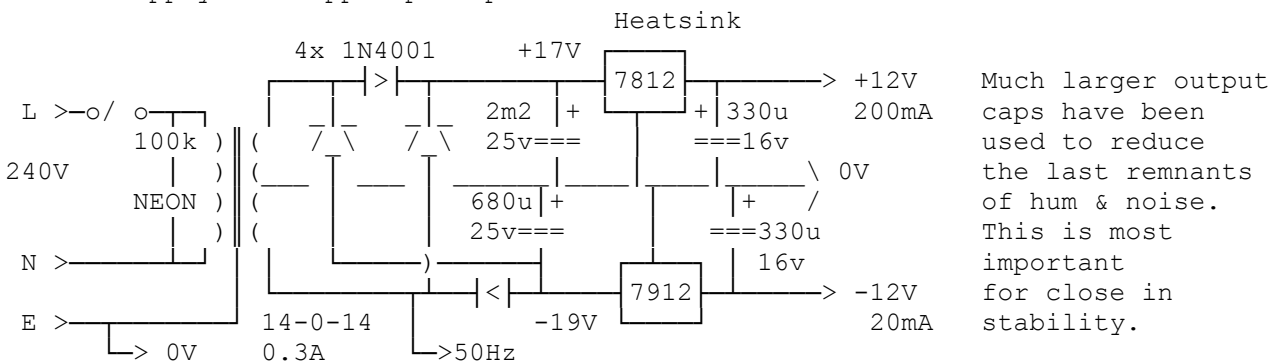 Heatsink
4x 1N4001 +17V
7812 > +12V Much larger output
L >-o/ o 2m2 + + 330u 200mA caps have been
100k 25v=== ===16v used to reduce
240V 0V the last remnants
NEON 680u + + of hum & noise.
25v=== ===330u This is most
N > 16v important
7912 > -12V for close in
E > 14-0-14 -19V 20mA stability.
> 0V 0.3A >50Hz